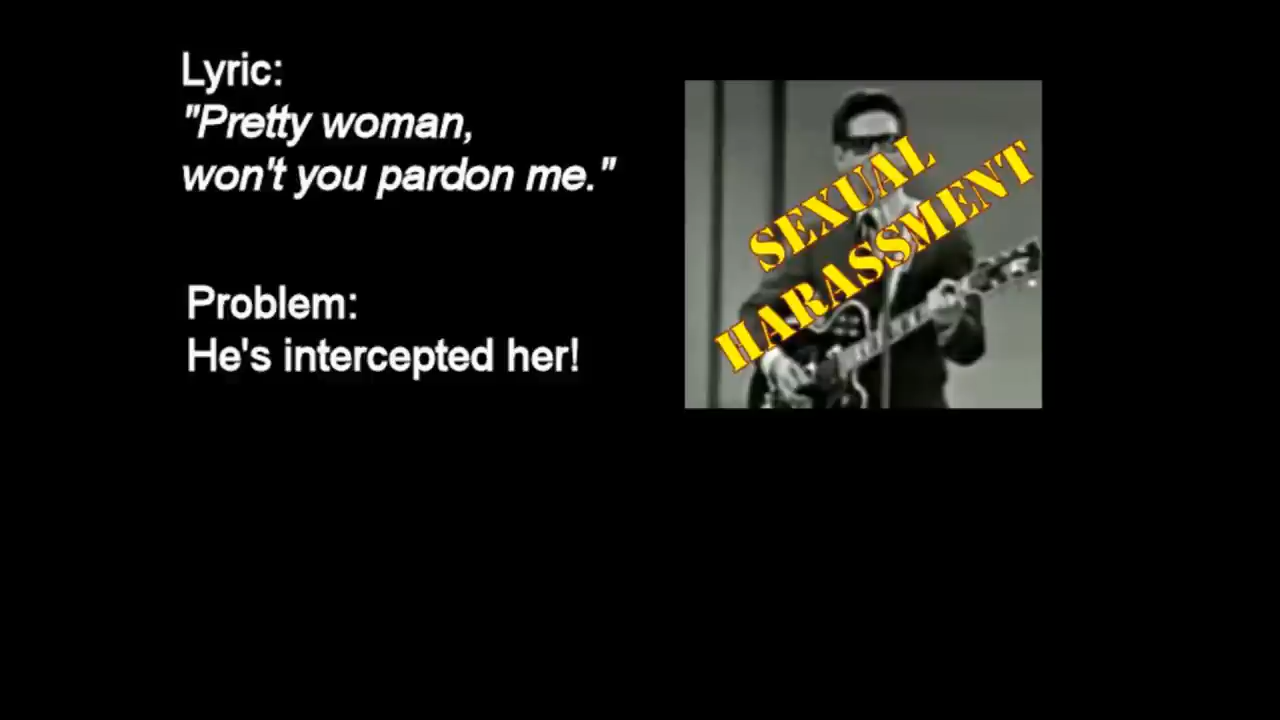 Lyric:
"Pretty woman,
won't you pardon me."
Problem:
He's intercepted her!
SEXUAL
HARASSMENT